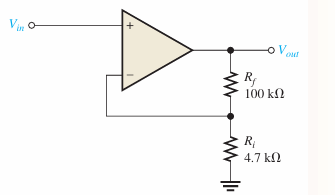 V_in
+
−
V_out
R_f
100 kΩ
R_i
4.7 kΩ